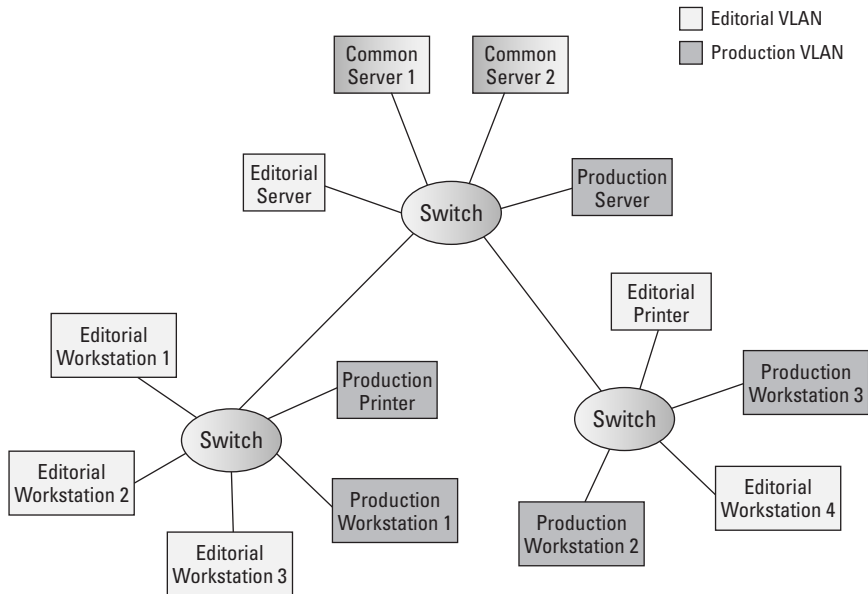 Editorial VLAN
Production VLAN
Common
Server 1
Common
Server 2
Editorial
Server
Switch
Production
Server
Editorial
Printer
Editorial
Workstation 1
Production
Printer
Production
Workstation 3
Switch
Switch
Editorial
Workstation 2
Production
Workstation 1
Editorial
Workstation 4
Production
Workstation 2
Editorial
Workstation 3